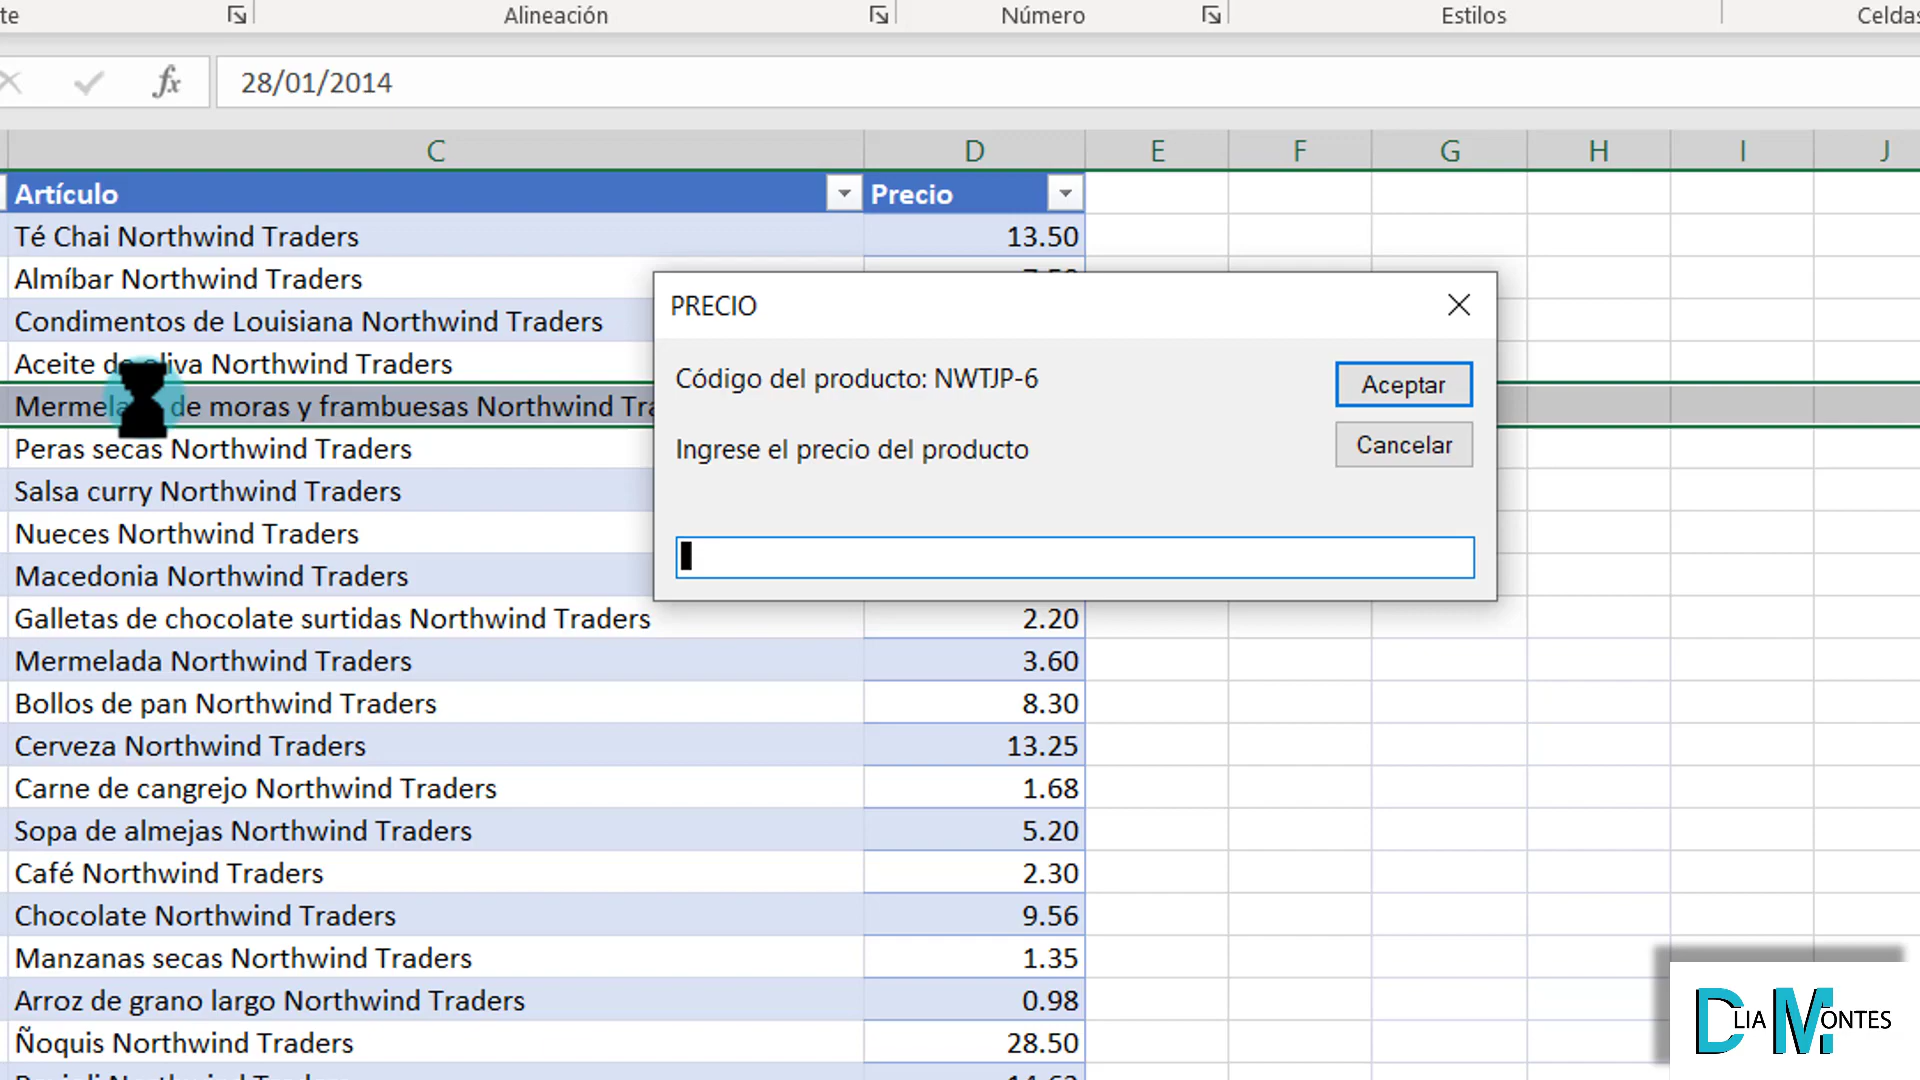 te Alineación Número Estilos Celdas
fx 28/01/2014
C D E F G H I J
Artículo Precio
Té Chai Northwind Traders 13.50
Almíbar Northwind Traders
Condimentos de Louisiana Northwind Traders
Aceite de oliva Northwind Traders
Mermelada de moras y frambuesas Northwind Tra
Peras secas Northwind Traders
Salsa curry Northwind Traders
Nueces Northwind Traders
Macedonia Northwind Traders
PRECIO
Código del producto: NWTJP-6
Aceptar
Ingrese el precio del producto
Cancelar
Galletas de chocolate surtidas Northwind Traders 2.20
Mermelada Northwind Traders 3.60
Bollos de pan Northwind Traders 8.30
Cerveza Northwind Traders 13.25
Carne de cangrejo Northwind Traders 1.68
Sopa de almejas Northwind Traders 5.20
Café Northwind Traders 2.30
Chocolate Northwind Traders 9.56
Manzanas secas Northwind Traders 1.35
Arroz de grano largo Northwind Traders 0.98
Ñoquis Northwind Traders 28.50
DLIA MONTES